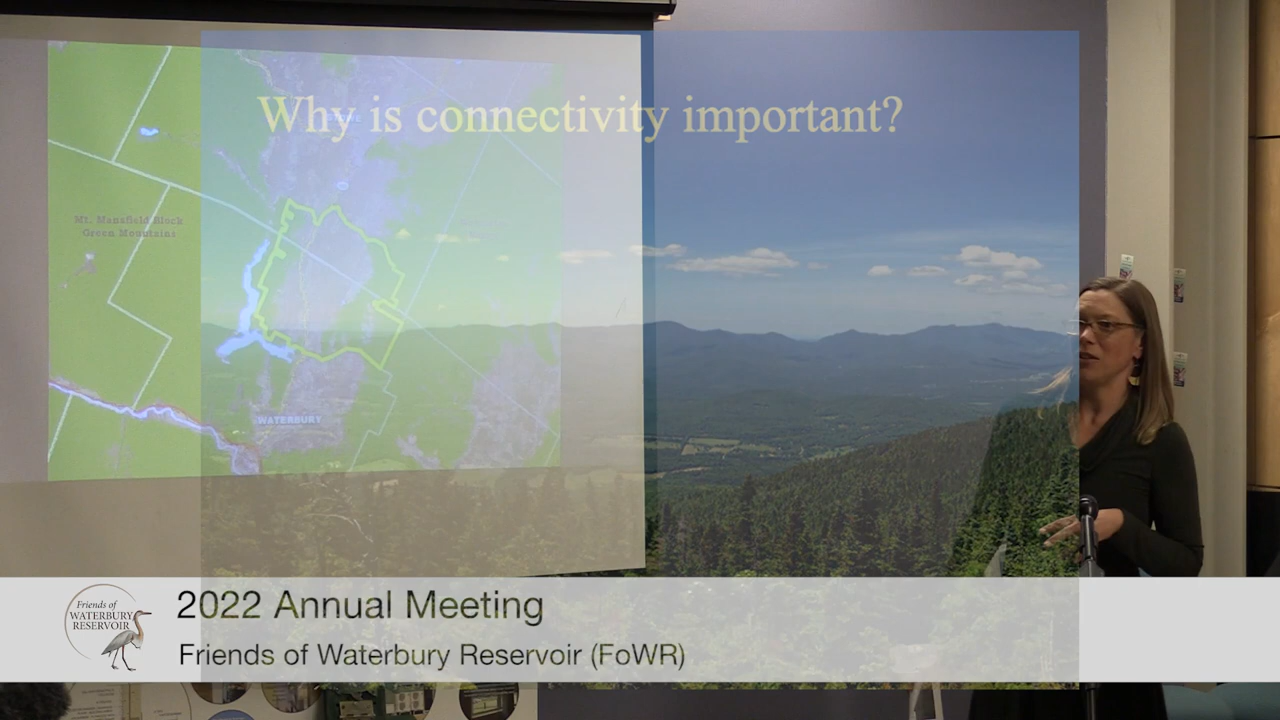 Why is connectivity important?
Mt. Mansfield Block
Green Mountains
WATERBURY
Friends of
WATERBURY
RESERVOIR
2022 Annual Meeting
Friends of Waterbury Reservoir (FoWR)